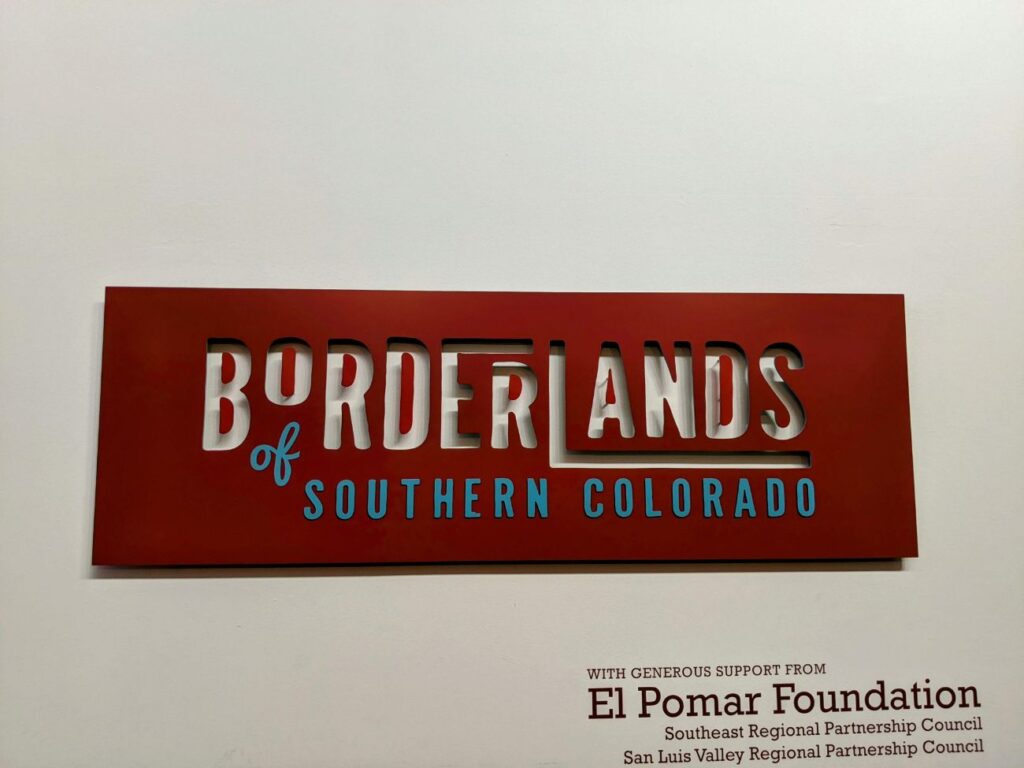 BORDERLANDS
of
SOUTHERN COLORADO
WITH GENEROUS SUPPORT FROM
El Pomar Foundation
Southeast Regional Partnership Council
San Luis Valley Regional Partnership Council